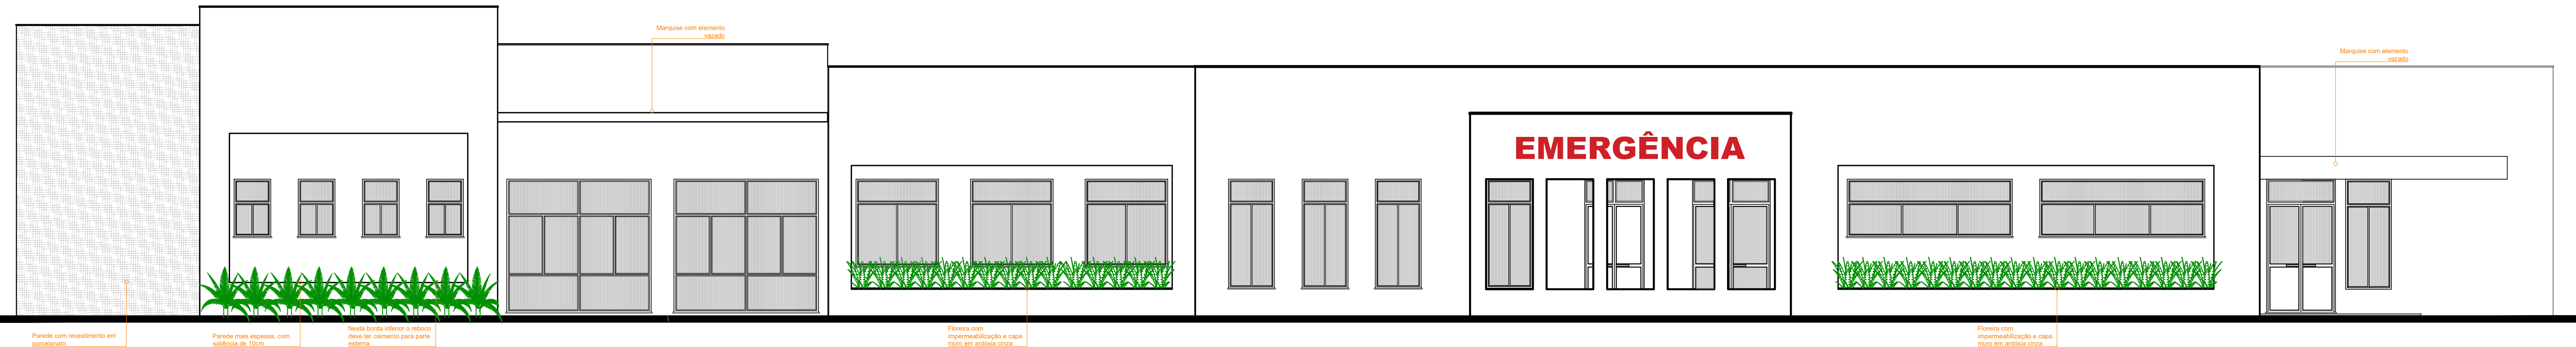 Marquise com elemento
vazado
Marquise com elemento
vazado
EMERGÊNCIA
Parede com revestimento em
porcelanato
Parede mais espessa, com
saliência de 10cm
Nesta borda inferior o reboco
deve ter caimento para parte
externa
Floreira com
impermeabilização e capa
muro em ardósia cinza
Floreira com
impermeabilização e capa
muro em ardósia cinza